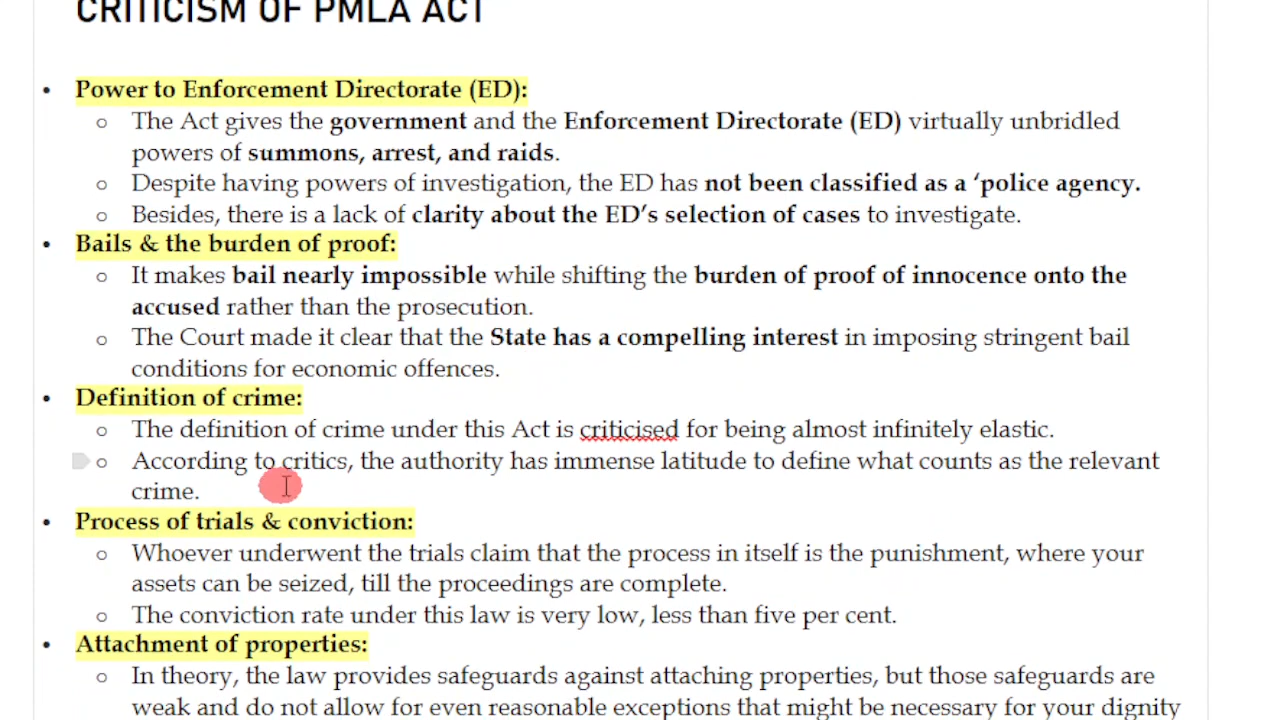 CRITICISM OF PMLA ACT
• Power to Enforcement Directorate (ED):
o The Act gives the government and the Enforcement Directorate (ED) virtually unbridled
powers of summons, arrest, and raids.
o Despite having powers of investigation, the ED has not been classified as a ‘police agency.
o Besides, there is a lack of clarity about the ED’s selection of cases to investigate.
• Bails & the burden of proof:
o It makes bail nearly impossible while shifting the burden of proof of innocence onto the
accused rather than the prosecution.
o The Court made it clear that the State has a compelling interest in imposing stringent bail
conditions for economic offences.
• Definition of crime:
o The definition of crime under this Act is criticised for being almost infinitely elastic.
o According to critics, the authority has immense latitude to define what counts as the relevant
crime.
• Process of trials & conviction:
o Whoever underwent the trials claim that the process in itself is the punishment, where your
assets can be seized, till the proceedings are complete.
o The conviction rate under this law is very low, less than five per cent.
• Attachment of properties:
o In theory, the law provides safeguards against attaching properties, but those safeguards are
weak and do not allow for even reasonable exceptions that might be necessary for your dignity